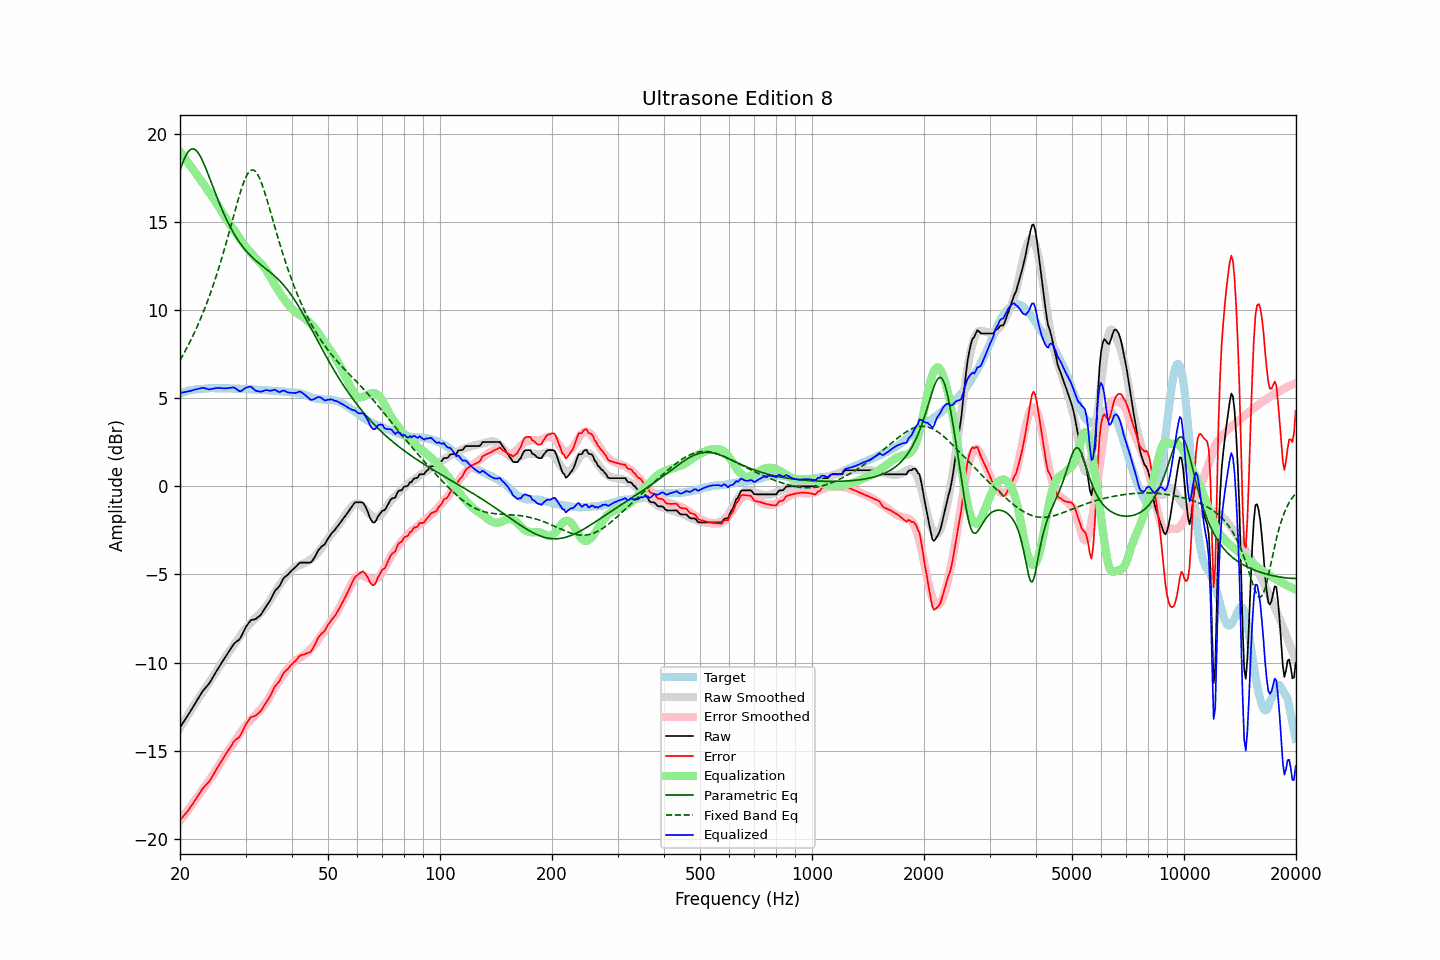 Ultrasone Edition 8
Amplitude (dBr)
20
15
10
5
0
−5
−10
−15
−20
Target
Raw Smoothed
Error Smoothed
Raw
Error
Equalization
Parametric Eq
Fixed Band Eq
Equalized
20 50 100 200 500 1000 2000 5000 10000 20000
Frequency (Hz)